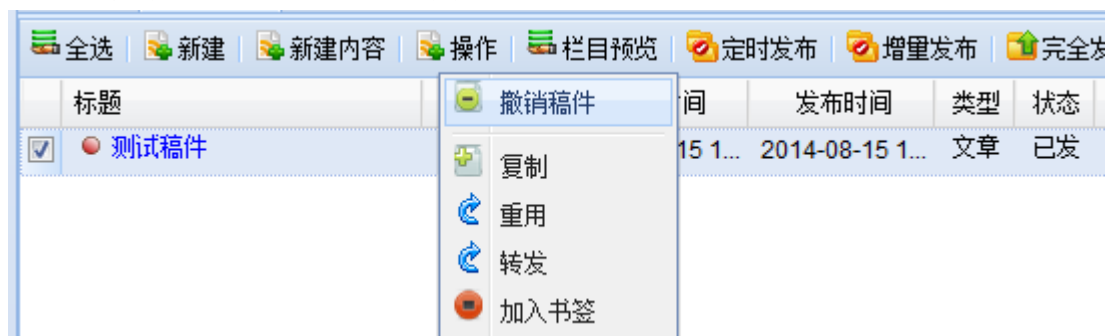 全选 新建 新建内容 操作 栏目预览 定时发布 增量发布 完全发
标题 间 发布时间 类型 状态
测试稿件 15 1... 2014-08-15 1... 文章 已发
撤销稿件
复制
重用
转发
加入书签